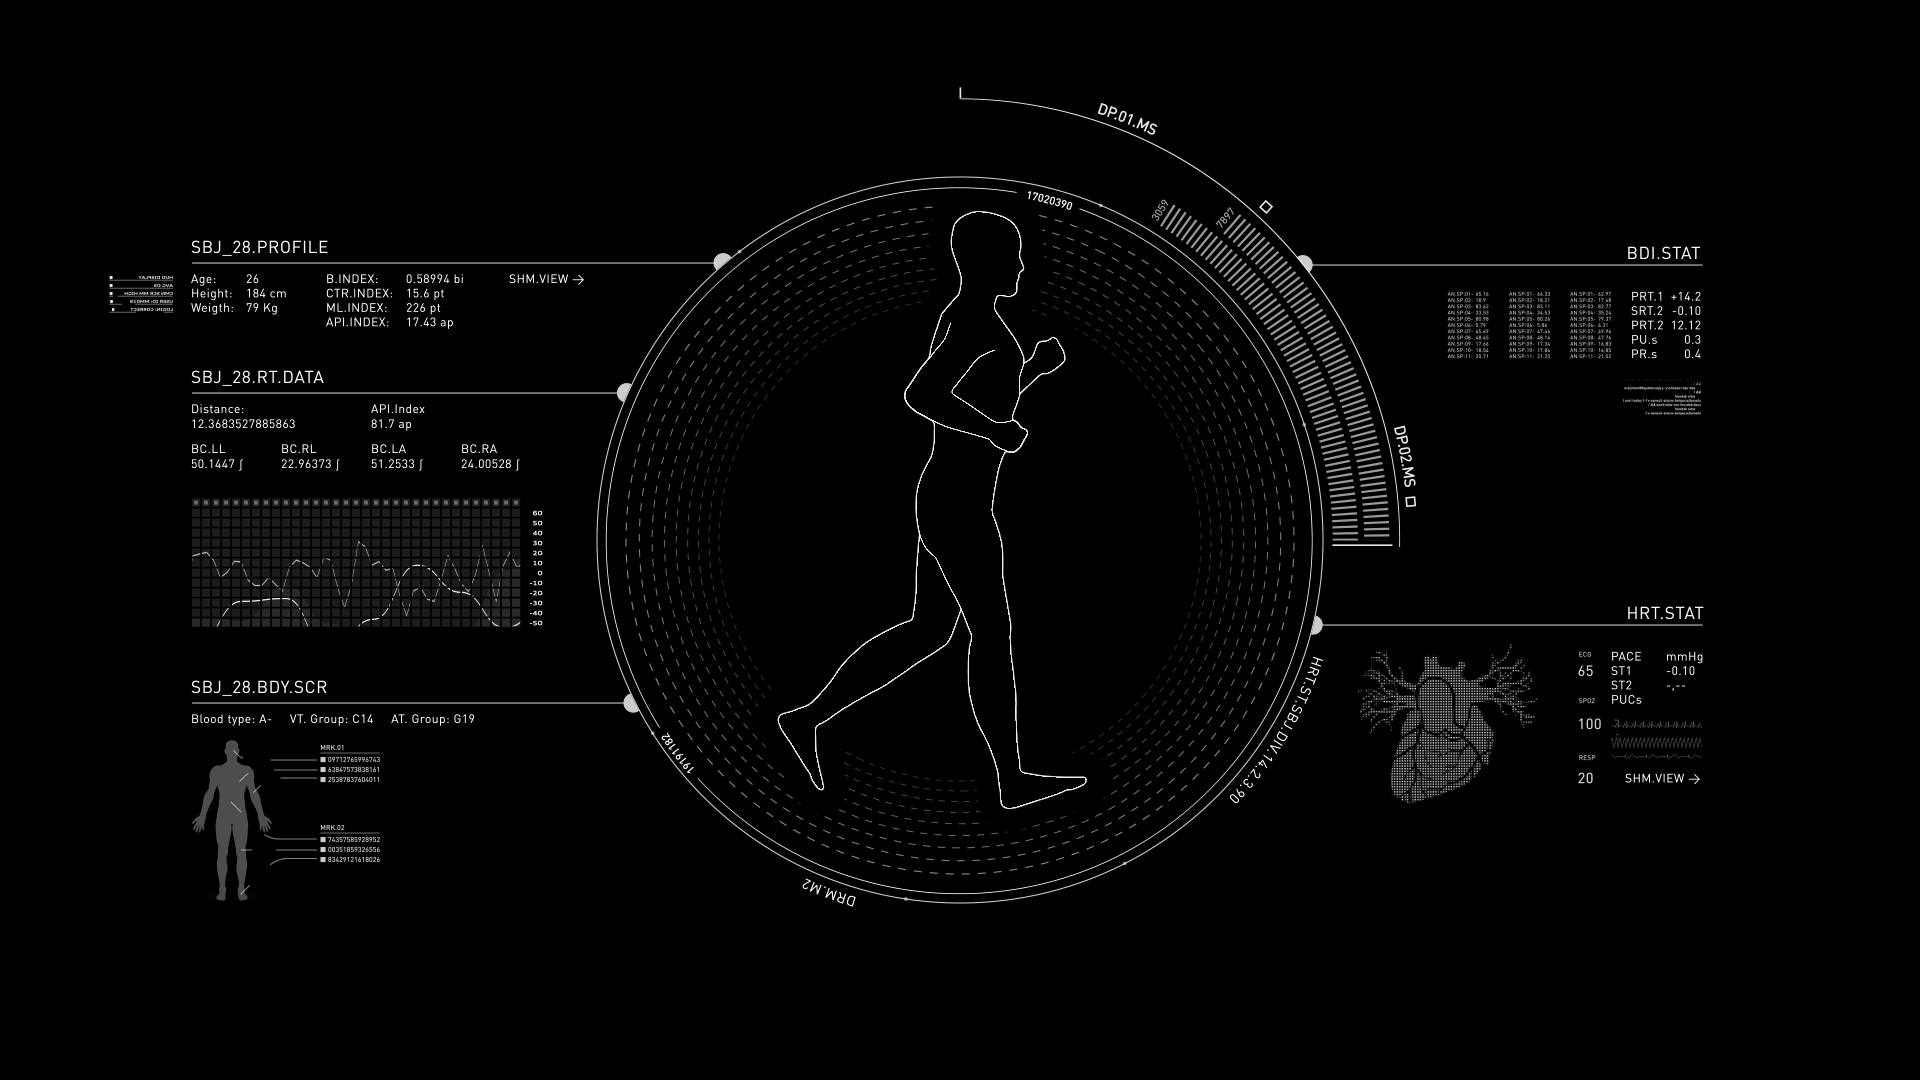 DP.01.MS
17020390
3059
7897
DP.02.MS
HRT.ST.SBJ.DIV.14.2.3.90
19191182
DRM.M2
SBJ_28.PROFILE
Age: 26
Height: 184 cm
Weigth: 79 Kg
B.INDEX: 0.58994 bi
CTR.INDEX: 15.6 pt
ML.INDEX: 226 pt
API.INDEX: 17.43 ap
SHM.VIEW →
SBJ_28.RT.DATA
Distance:
12.3683527885863
API.Index
81.7 ap
BC.LL BC.RL BC.LA BC.RA
50.1447 ∫ 22.96373 ∫ 51.2533 ∫ 24.00528 ∫
60
50
40
30
20
10
0
-10
-20
-30
-40
-50
SBJ_28.BDY.SCR
Blood type: A- VT. Group: C14 AT. Group: G19
MRK.01
09712765996743
63847573838161
25387837604011
MRK.02
74357585928952
00351859326556
83429121618026
BDI.STAT
PRT.1 +14.2
SRT.2 -0.10
PRT.2 12.12
PU.s 0.3
PR.s 0.4
HRT.STAT
ECG
65
PACE mmHg
ST1 -0.10
ST2 -,--
PUCs
SPOZ
100
RESP
20
SHM.VIEW →